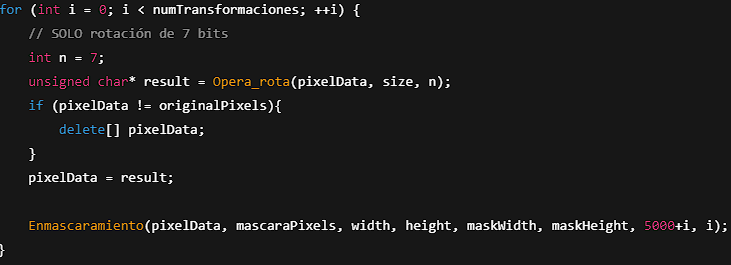 for (int i = 0; i < numTransformaciones; ++i) {
// SOLO rotación de 7 bits
int n = 7;
unsigned char* result = Opera_rota(pixelData, size, n);
if (pixelData != originalPixels){
delete[] pixelData;
}
pixelData = result;
Enmascaramiento(pixelData, mascaraPixels, width, height, maskWidth, maskHeight, 5000+i, i);
}